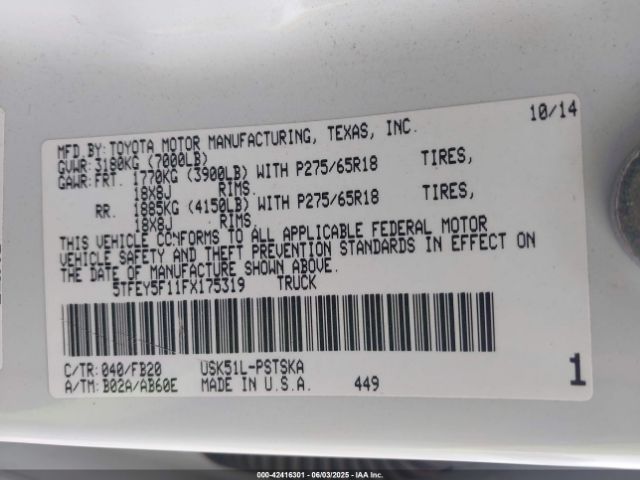 10/14
MFD BY: TOYOTA MOTOR MANUFACTURING, TEXAS, INC.
GVWR: 3180KG (7000LB)
GAWR: FRT. 1770KG (3900LB) WITH P275/65R18 TIRES,
18X8J RIMS.
RR. 1885KG (4150LB) WITH P275/65R18 TIRES,
18X8J RIMS.
THIS VEHICLE CONFORMS TO ALL APPLICABLE FEDERAL MOTOR
VEHICLE SAFETY AND THEFT PREVENTION STANDARDS IN EFFECT ON
THE DATE OF MANUFACTURE SHOWN ABOVE.
5TFEY5F11FX175319 TRUCK
C/TR: 040/FB20 USK51L-PSTSKA
A/TM: B02A/AB60E MADE IN U.S.A. 449 1
000-42416301 - 06/03/2025 - IAA Inc.